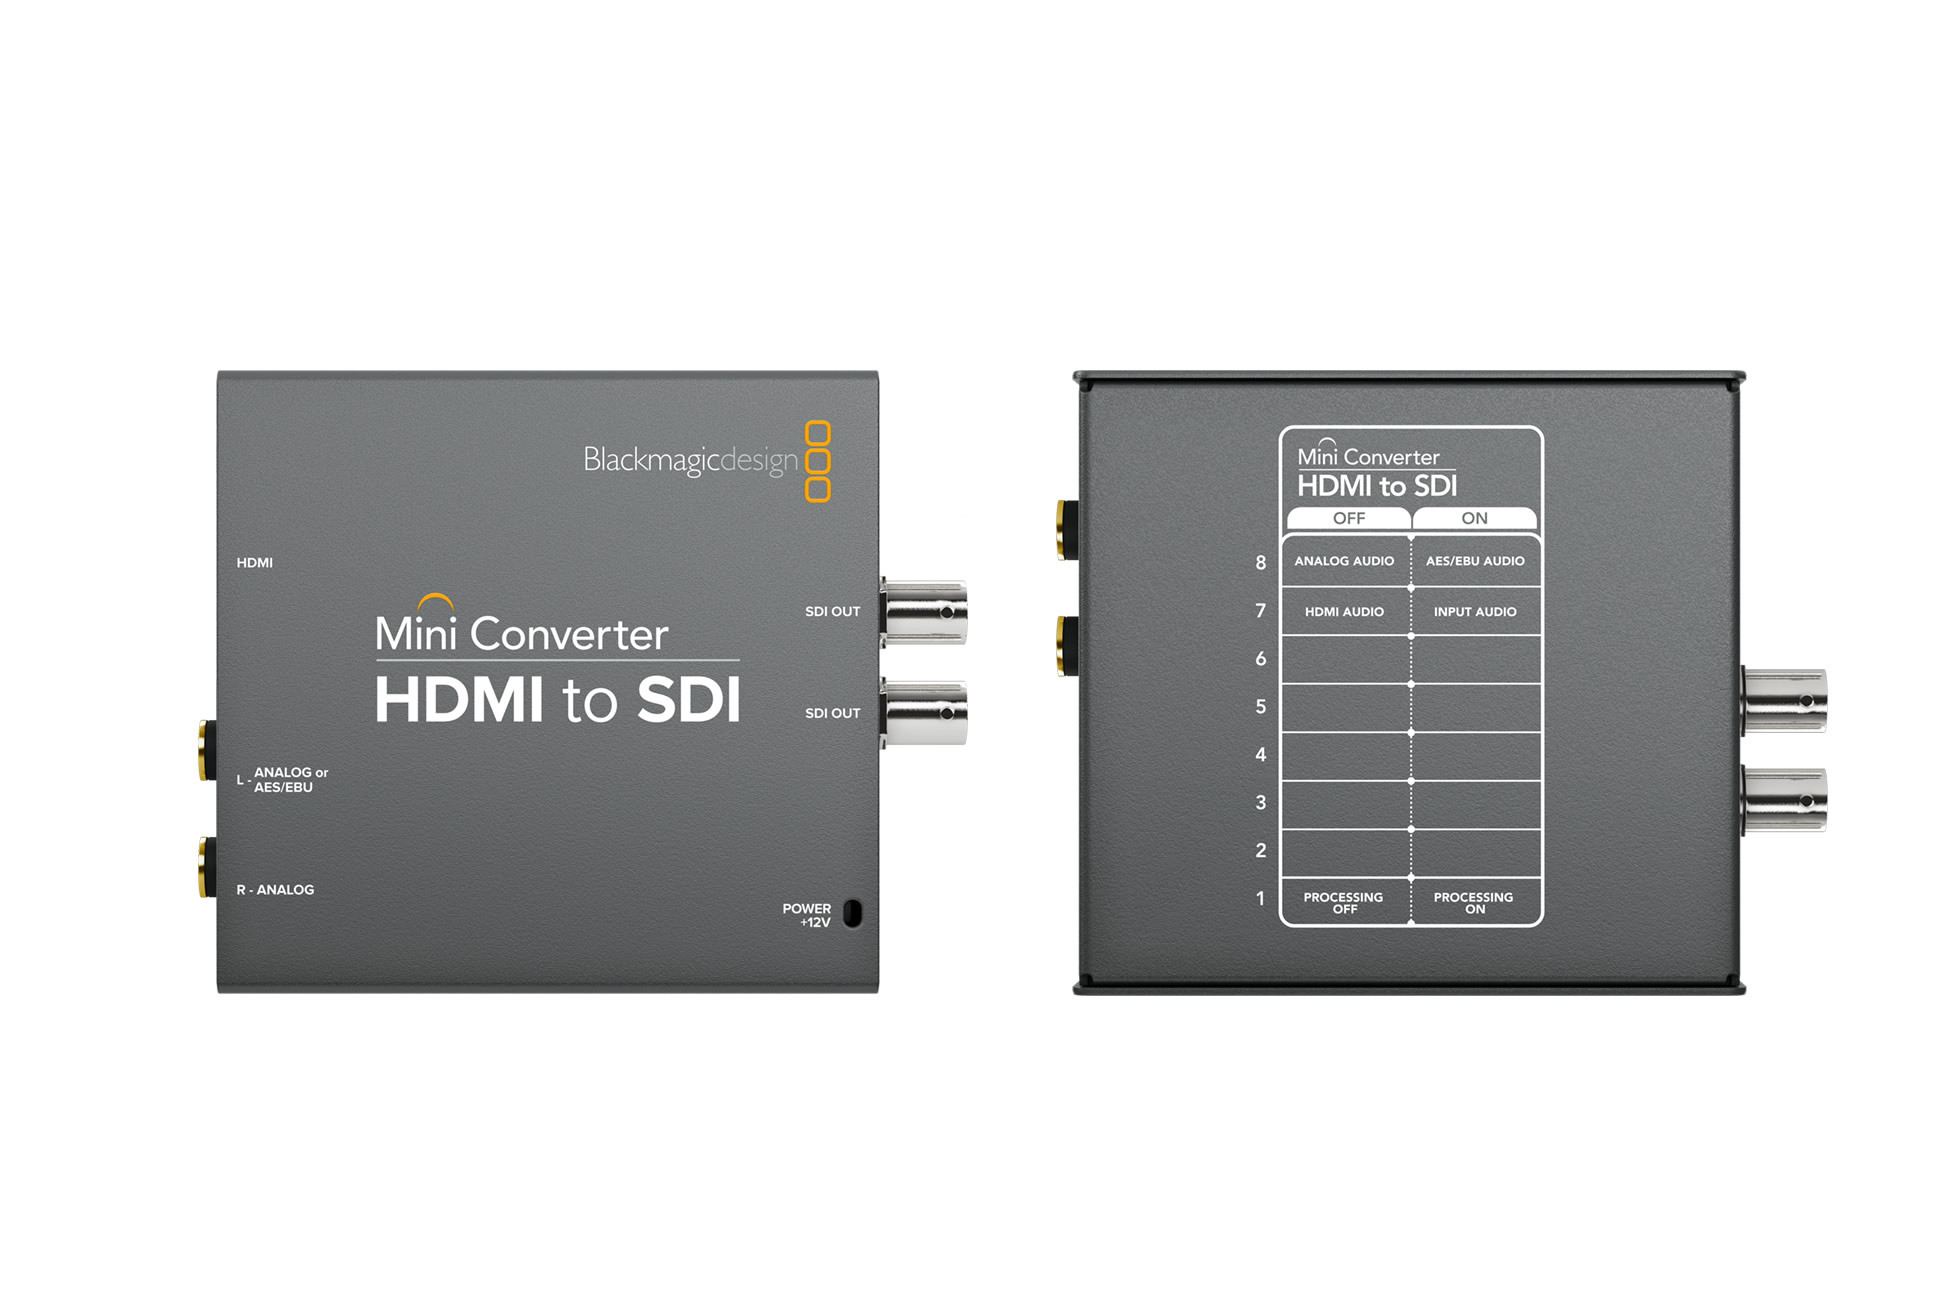 Blackmagicdesign
HDMI
Mini Converter
HDMI to SDI
SDI OUT
SDI OUT
L - ANALOG or
AES/EBU
R - ANALOG
POWER
+12V
Mini Converter
HDMI to SDI
OFF ON
8 ANALOG AUDIO AES/EBU AUDIO
7 HDMI AUDIO INPUT AUDIO
6
5
4
3
2
1 PROCESSING OFF PROCESSING ON